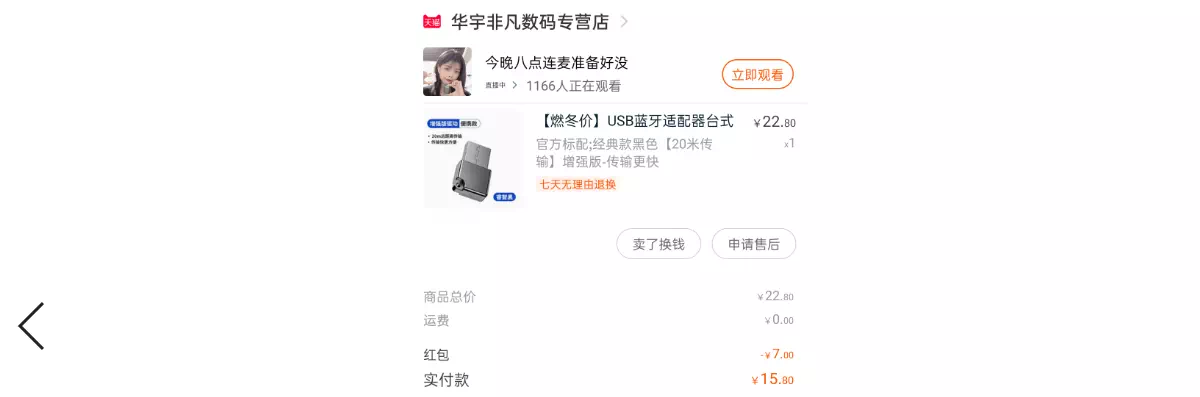 天猫 华宇非凡数码专营店
今晚八点连麦准备好没
直播中 1166人正在观看
立即观看
【燃冬价】USB蓝牙适配器台式
¥22.80
官方标配;经典款黑色【20米传
x1
输】增强版-传输更快
七天无理由退换
卖了换钱
申请售后
商品总价 ¥22.80
运费 ¥0.00
红包 -¥7.00
实付款 ¥15.80